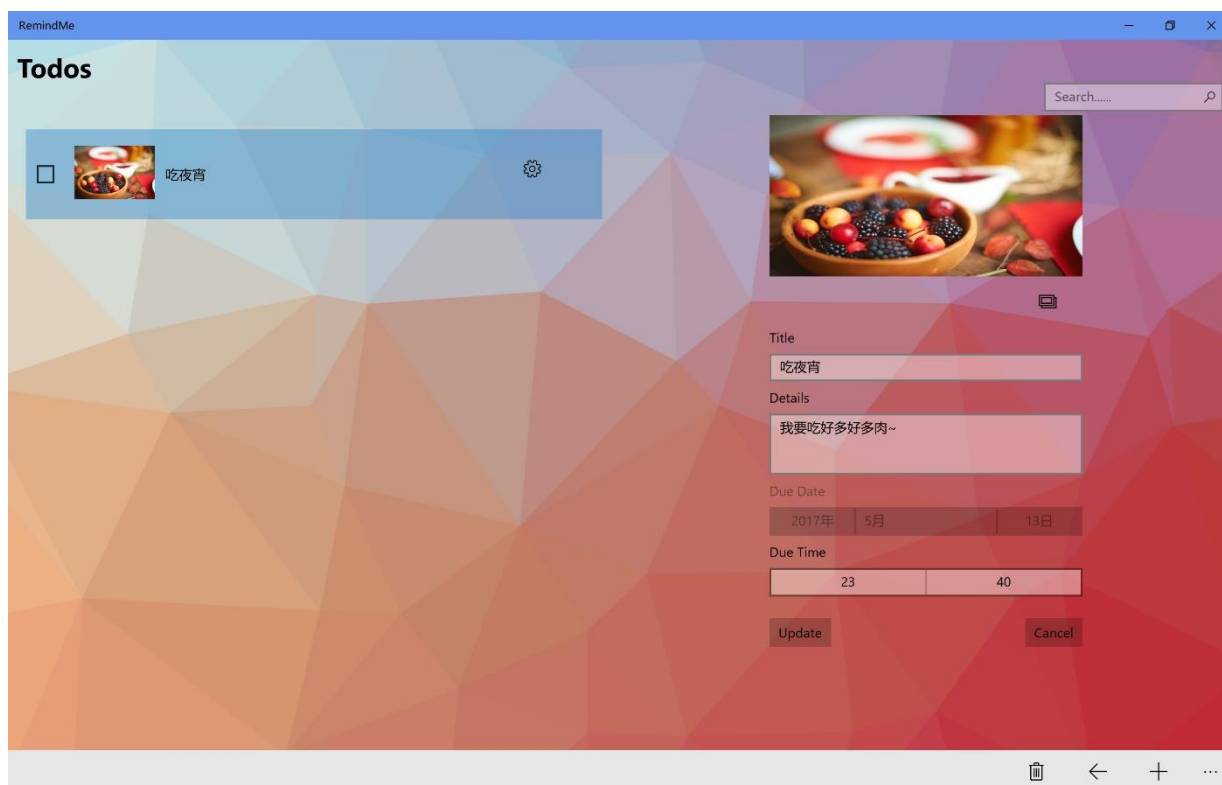 RemindMe
Todos
Search......
吃夜宵
Title
吃夜宵
Details
我要吃好多好多肉~
Due Date
2017年 5月 13日
Due Time
23 40
Update Cancel